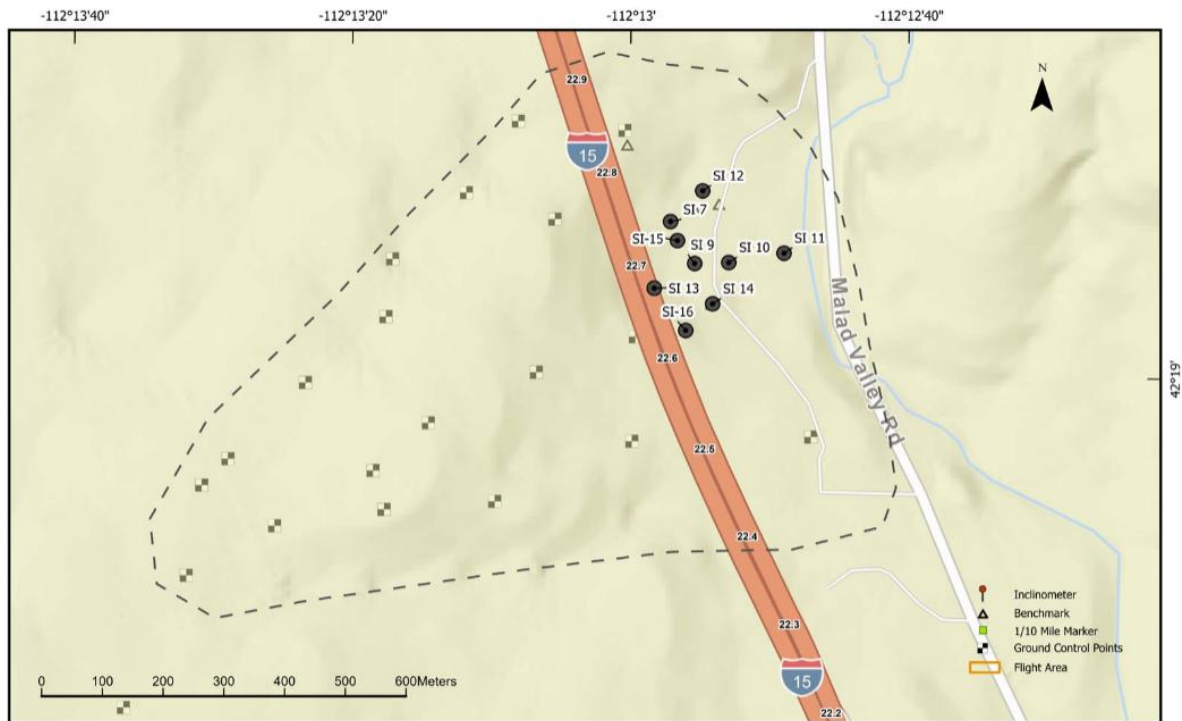 -112°13'40"
-112°13'20"
-112°13'
-112°12'40"
N
22.9
15
22.8
SI 12
SI-7
SI-15
SI 9
SI 10
SI 11
22.7
SI 13
SI 14
SI-16
22.6
Malad Valley Rd
42°19'
22.5
22.4
22.3
15
22.2
Inclinometer
Benchmark
1/10 Mile Marker
Ground Control Points
Flight Area
0 100 200 300 400 500 600 Meters